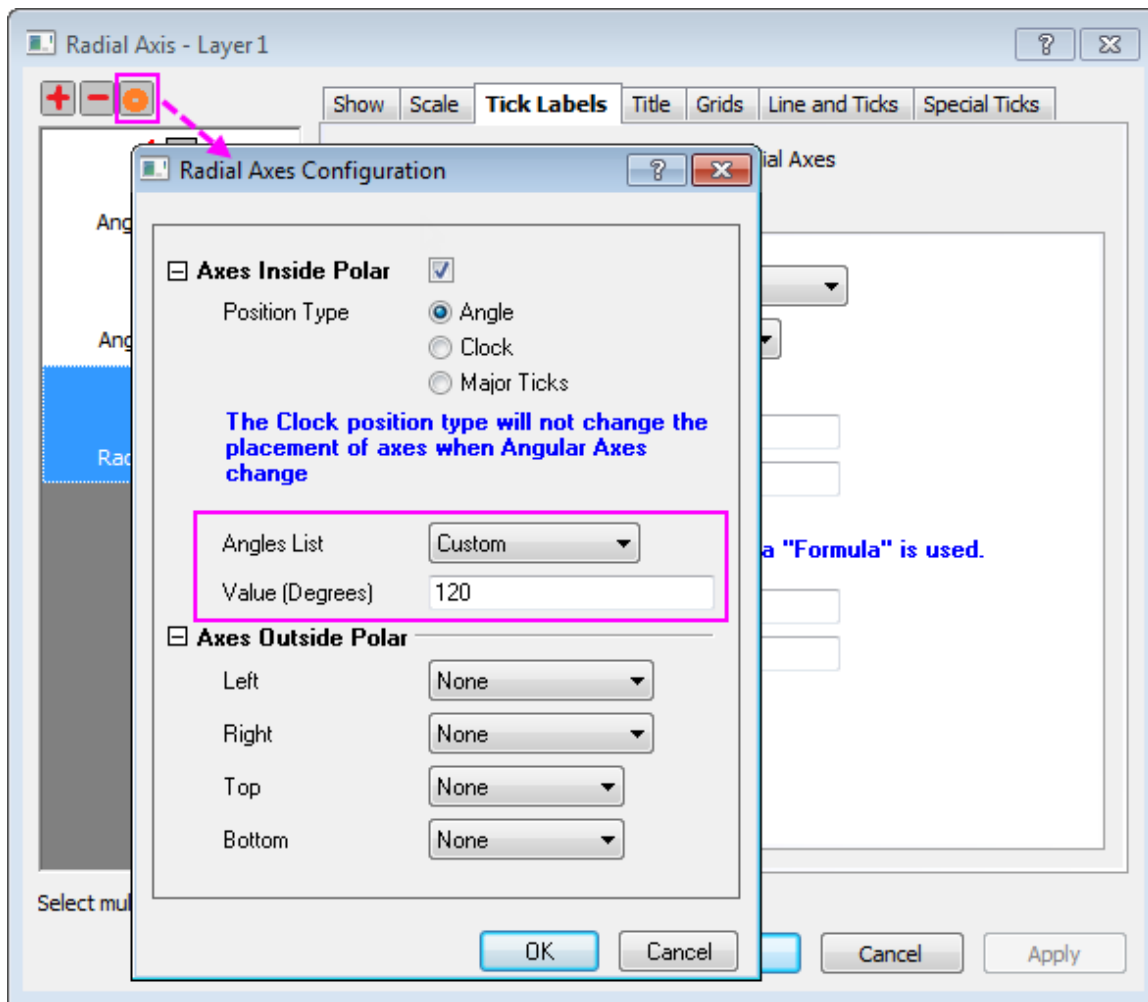 Radial Axis - Layer 1
Show Scale Tick Labels Title Grids Line and Ticks Special Ticks
Radial Axes Configuration
ial Axes
Ang
Axes Inside Polar
Position Type
Angle
Clock
Major Ticks
Ang
The Clock position type will not change the
placement of axes when Angular Axes
change
Rad
Angles List Custom
a "Formula" is used.
Value (Degrees) 120
Axes Outside Polar
Left None
Right None
Top None
Bottom None
Select mul
OK Cancel
Cancel Apply